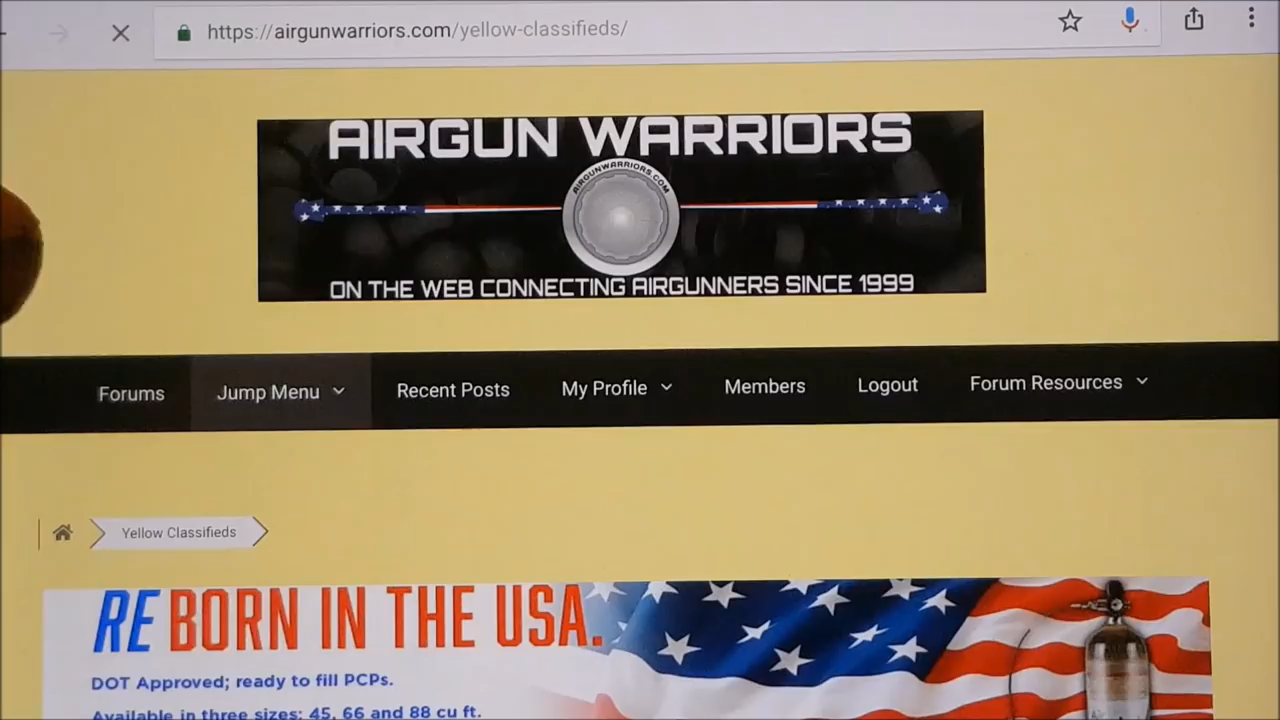 https://airgunwarriors.com/yellow-classifieds/
AIRGUN WARRIORS
AIRGUNWARRIORS.COM
ON THE WEB CONNECTING AIRGUNNERS SINCE 1999
Forums Jump Menu Recent Posts My Profile Members Logout Forum Resources
Yellow Classifieds
RE BORN IN THE USA.
DOT Approved; ready to fill PCPs.
Available in three sizes: 45, 66 and 88 cu ft.